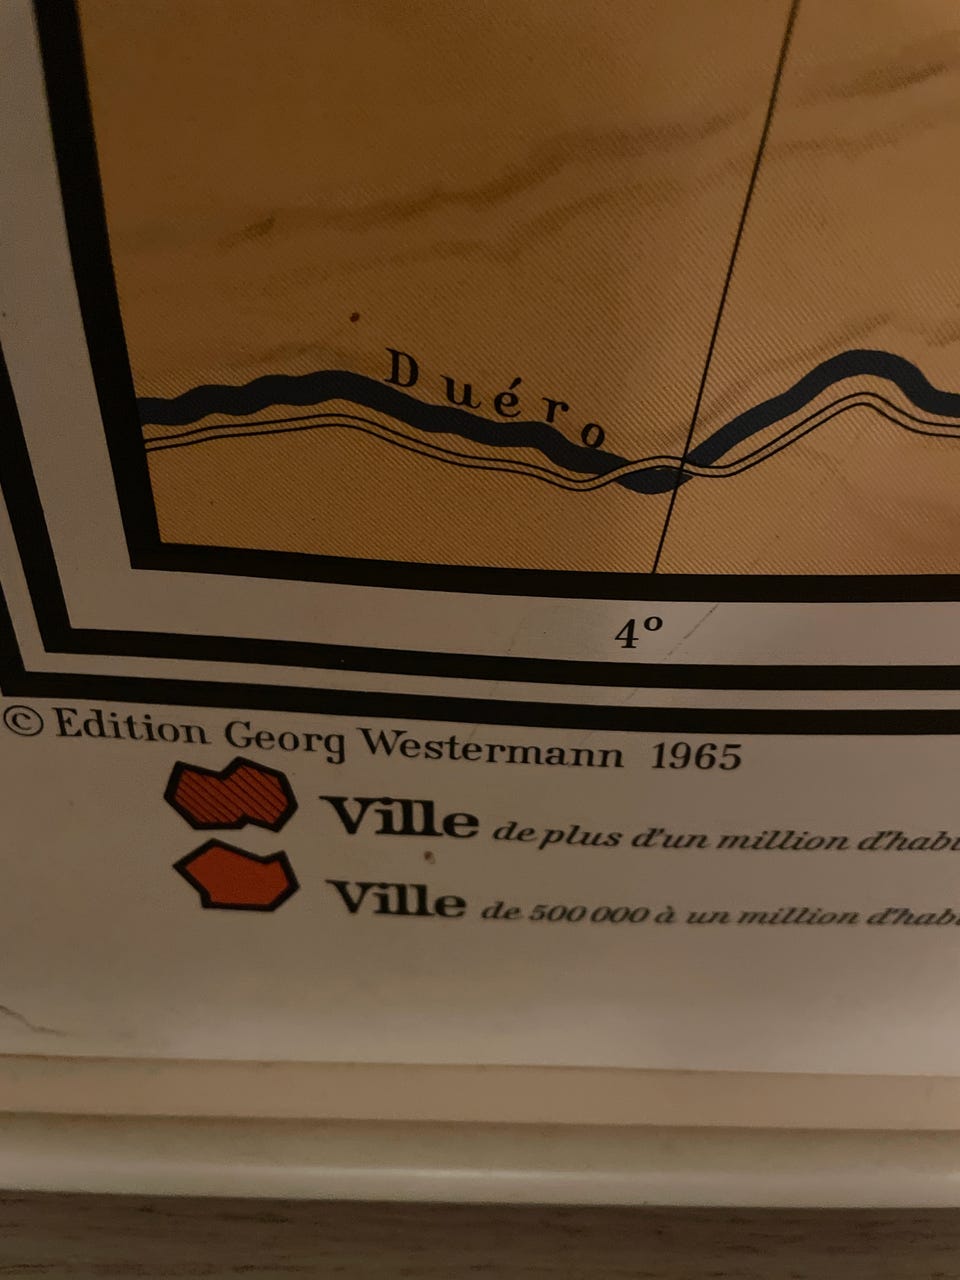 Duéro
4°
© Edition Georg Westermann 1965
Ville de plus d'un million d'habi
Ville de 500 000 à un million d'habi